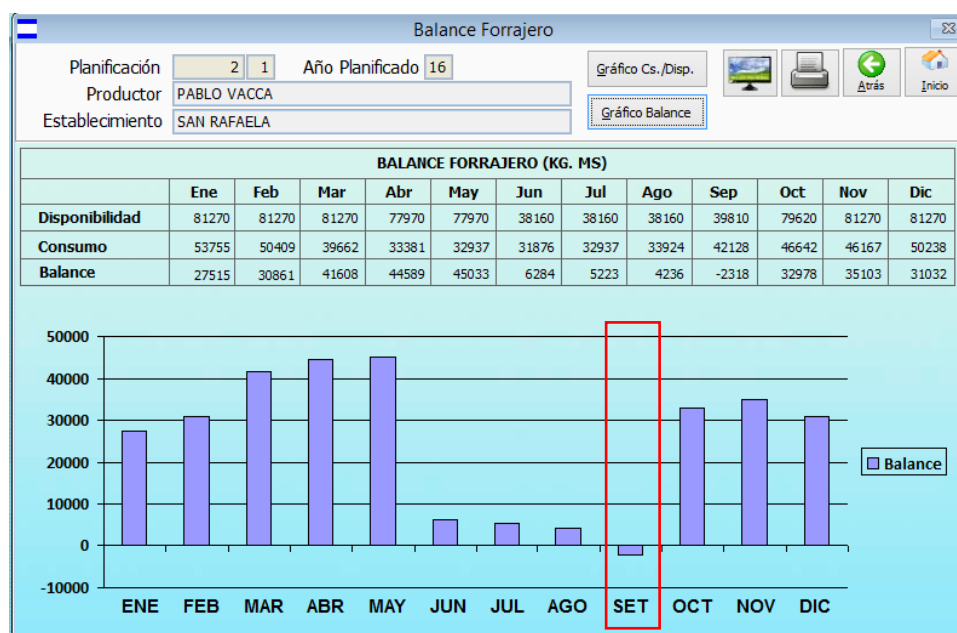 Balance Forrajero
Planificación 2 1 Año Planificado 16
Productor PABLO VACCA
Establecimiento SAN RAFAELA
Gráfico Cs./Disp.
Gráfico Balance
Atrás
Inicio
BALANCE FORRAJERO (KG. MS)
Ene Feb Mar Abr May Jun Jul Ago Sep Oct Nov Dic
Disponibilidad 81270 81270 81270 77970 77970 38160 38160 38160 39810 79620 81270 81270
Consumo 53755 50409 39662 33381 32937 31876 32937 33924 42128 46642 46167 50238
Balance 27515 30861 41608 44589 45033 6284 5223 4236 -2318 32978 35103 31032
50000
40000
30000
20000
10000
0
-10000
ENE FEB MAR ABR MAY JUN JUL AGO SET OCT NOV DIC
Balance